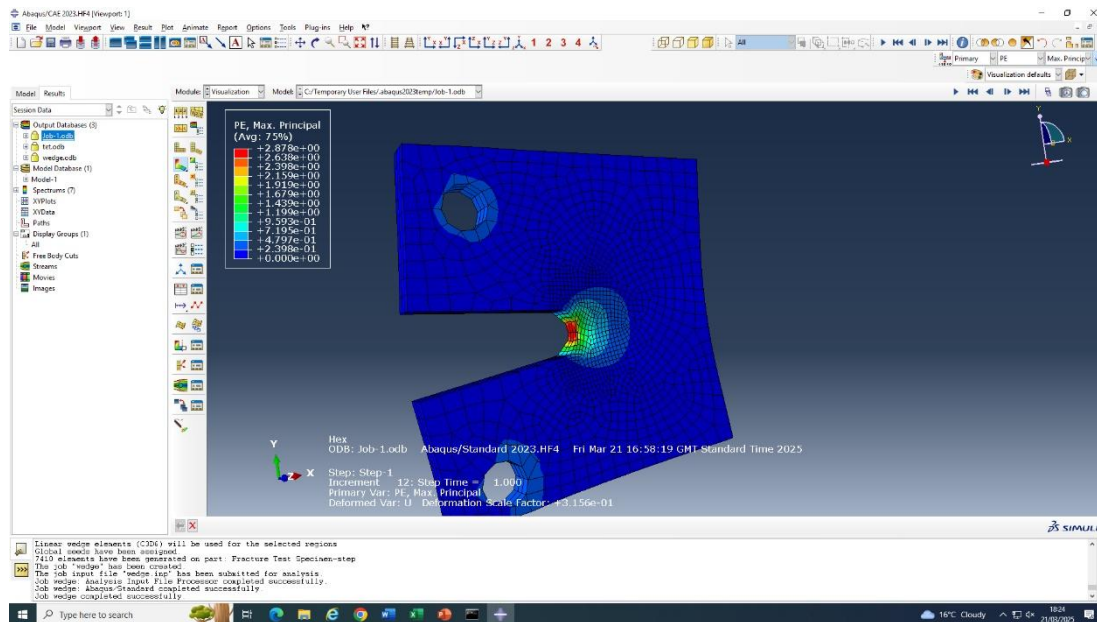 Abaqus/CAE 2023.HF4 [Viewport: 1]
File Model Viewport View Result Plot Animate Report Options Tools Plug-ins Help
1 2 3 4 All
Primary PE Max. Princip
Visualization defaults
Model Results Module: Visualization Model: C:/Temporary User Files/.abaqus2023temp/Job-1.odb
Session Data
Output Databases (3)
Job-1.odb
tet.odb
wedge.odb
Model Database (1)
Model-1
Spectrums (7)
XYPlots
XYData
Paths
Display Groups (1)
All
Free Body Cuts
Streams
Movies
Images
PE, Max. Principal
(Avg: 75%)
+2.878e+00
+2.638e+00
+2.398e+00
+2.159e+00
+1.919e+00
+1.679e+00
+1.439e+00
+1.199e+00
+9.593e-01
+7.195e-01
+4.797e-01
+2.398e-01
+0.000e+00
Y
X
Y
Z X
Hex
ODB: Job-1.odb Abaqus/Standard 2023.HF4 Fri Mar 21 16:58:19 GMT Standard Time 2025
Step: Step-1
Increment 12: Step Time = 1.000
Primary Var: PE, Max. Principal
Deformed Var: U Deformation Scale Factor: +3.156e-01
SIMULI
Linear wedge elements (C3D6) will be used for the selected regions
Global seeds have been assigned
7410 elements have been generated on part: Fracture Test Specimen-step
The job "wedge" has been created.
The job input file "wedge.inp" has been submitted for analysis.
Job wedge: Analysis Input File Processor completed successfully.
Job wedge: Abaqus/Standard completed successfully.
Job wedge completed successfully.
Type here to search
16°C Cloudy
18:24
21/03/2025